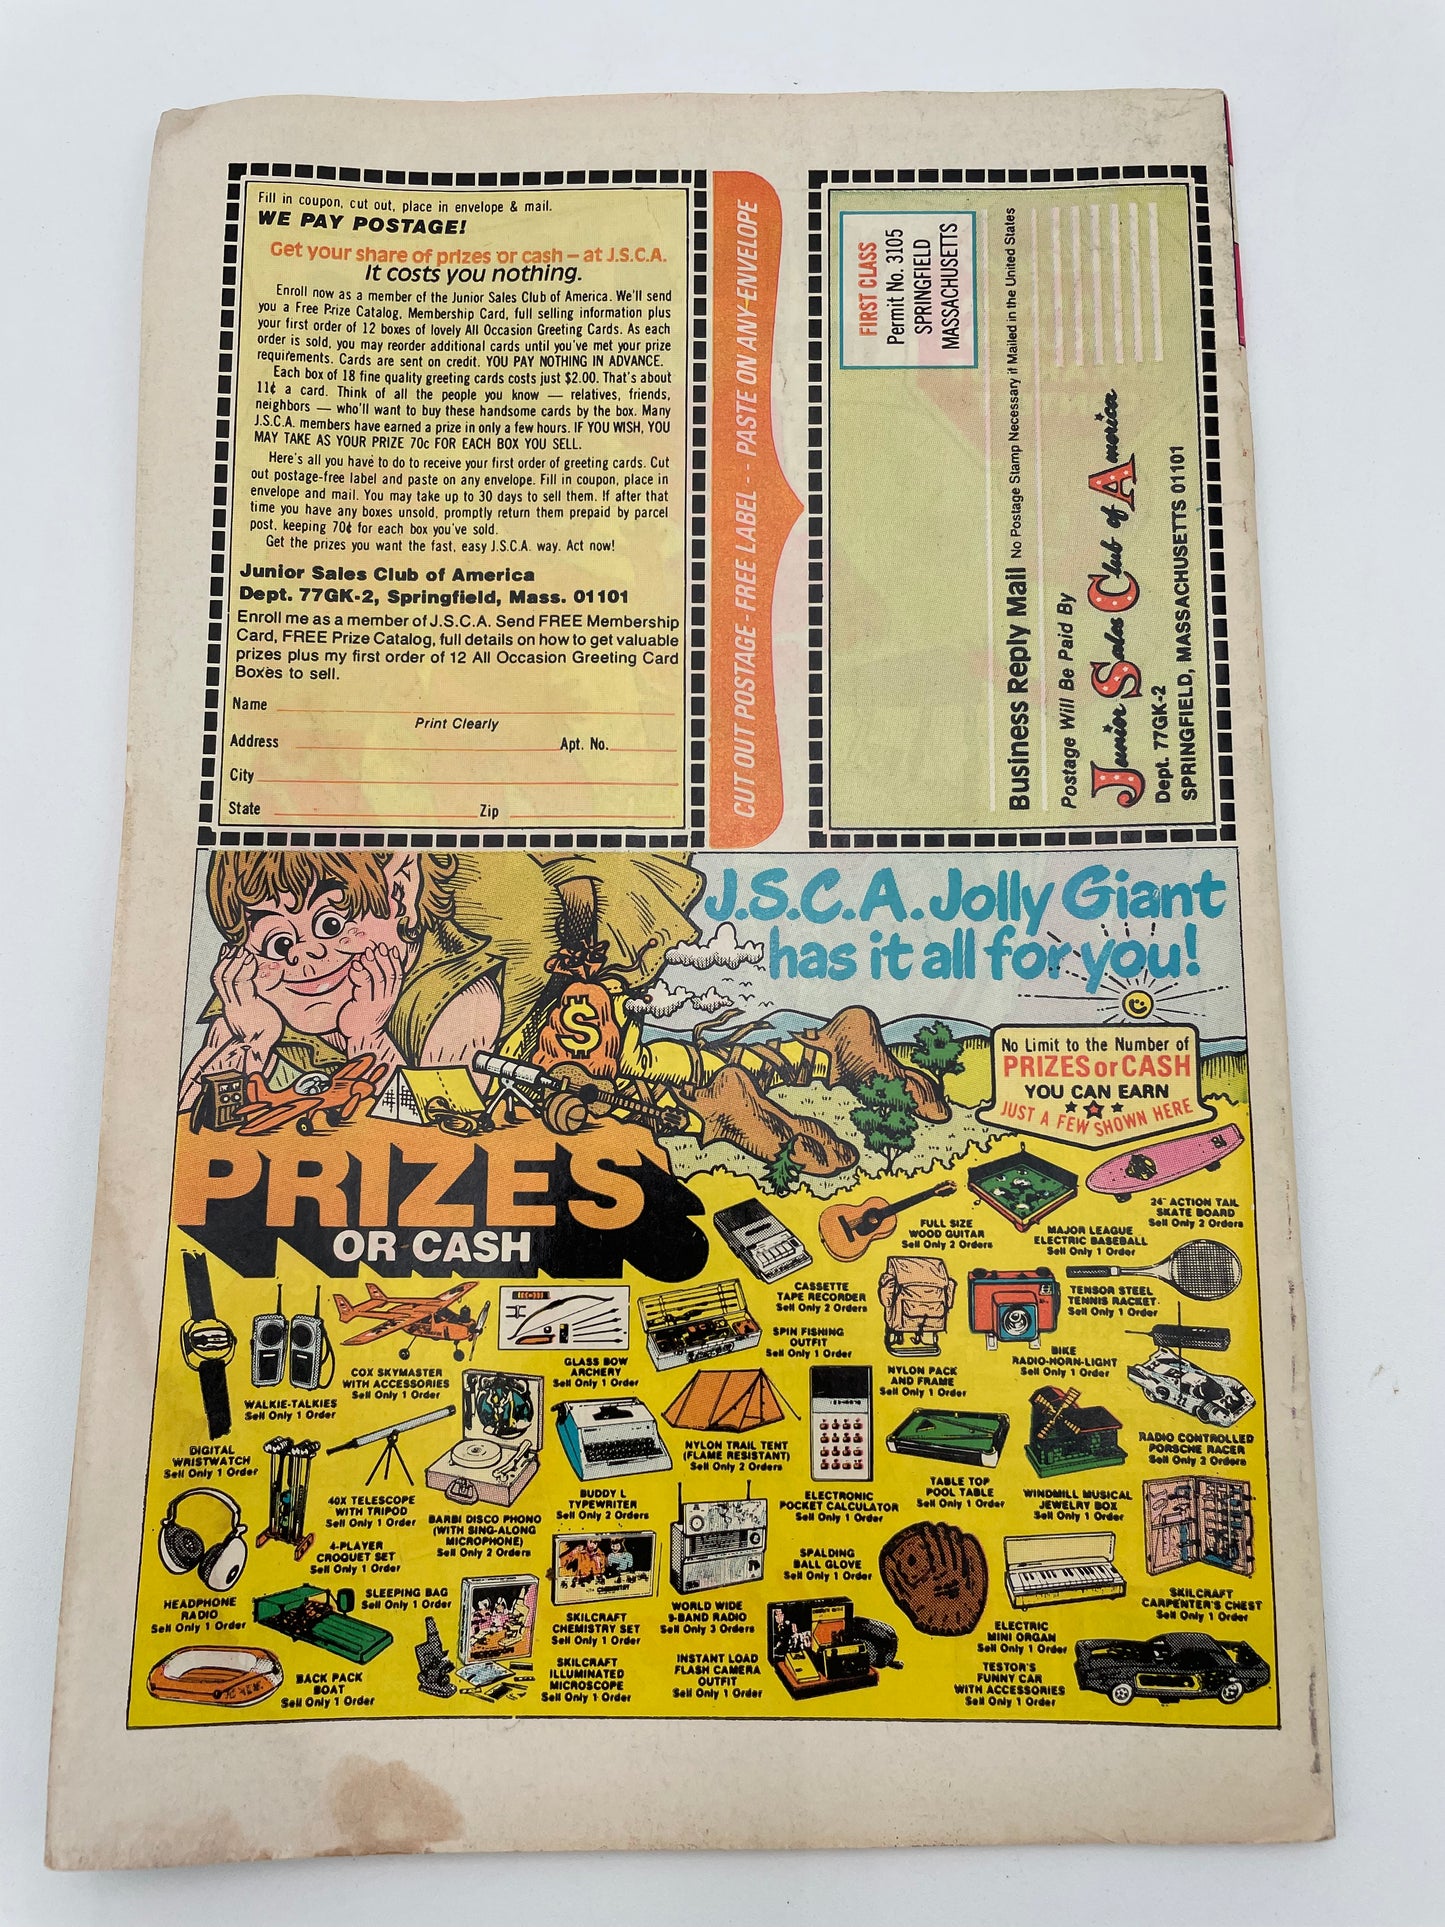 Fill in coupon, cut out, place in envelope & mail.
WE PAY POSTAGE!
Get your share of prizes or cash – at J.S.C.A.
It costs you nothing.
Enroll now as a member of the Junior Sales Club of America. We'll send
you a Free Prize Catalog, Membership Card, full selling information plus
your first order of 12 boxes of lovely All Occasion Greeting Cards. As each
order is sold, you may reorder additional cards until you've met your prize
requirements. Cards are sent on credit. YOU PAY NOTHING IN ADVANCE.
Each box of 18 fine quality greeting cards costs just $2.00. That's about
11¢ a card. Think of all the people you know — relatives, friends,
neighbors — who'll want to buy these handsome cards by the box. Many
J.S.C.A. members have earned a prize in only a few hours. IF YOU WISH, YOU
MAY TAKE AS YOUR PRIZE 70c FOR EACH BOX YOU SELL.
Here's all you have to do to receive your first order of greeting cards. Cut
out postage-free label and paste on any envelope. Fill in coupon, place in
envelope and mail. You may take up to 30 days to sell them. If after that
time you have any boxes unsold, promptly return them prepaid by parcel
post, keeping 70¢ for each box you've sold.
Get the prizes you want the fast, easy J.S.C.A. way. Act now!
Junior Sales Club of America
Dept. 77GK-2, Springfield, Mass. 01101
Enroll me as a member of J.S.C.A. Send FREE Membership
Card, FREE Prize Catalog, full details on how to get valuable
prizes plus my first order of 12 All Occasion Greeting Card
Boxes to sell.
Name
Print Clearly
Address Apt. No.
City
State Zip
CUT OUT POSTAGE-FREE LABEL -- PASTE ON ANY ENVELOPE
FIRST CLASS
Permit No. 3105
SPRINGFIELD
MASSACHUSETTS
Business Reply Mail No Postage Stamp Necessary if Mailed in the United States
Postage Will Be Paid By
Junior Sales Club of America
Dept. 77GK-2
SPRINGFIELD, MASSACHUSETTS 01101
J.S.C.A. Jolly Giant
has it all for you!
$
No Limit to the Number of
PRIZES or CASH
YOU CAN EARN
JUST A FEW SHOWN HERE
PRIZES
OR CASH
24" ACTION TAIL
SKATE BOARD
Sell Only 2 Orders
FULL SIZE
WOOD GUITAR
Sell Only 2 Orders
MAJOR LEAGUE
ELECTRIC BASEBALL
Sell Only 1 Order
CASSETTE
TAPE RECORDER
Sell Only 2 Orders
TENSOR STEEL
TENNIS RACKET
Sell Only 1 Order
SPIN FISHING
OUTFIT
Sell Only 1 Order
BIKE
RADIO-HORN-LIGHT
Sell Only 1 Order
GLASS BOW
ARCHERY
Sell Only 1 Order
NYLON PACK
AND FRAME
Sell Only 1 Order
COX SKYMASTER
WITH ACCESSORIES
Sell Only 1 Order
WALKIE-TALKIES
Sell Only 1 Order
RADIO CONTROLLED
PORSCHE RACER
Sell Only 2 Orders
DIGITAL
WRISTWATCH
Sell Only 1 Order
NYLON TRAIL TENT
(FLAME RESISTANT)
Sell Only 2 Orders
TABLE TOP
POOL TABLE
Sell Only 1 Order
40X TELESCOPE
WITH TRIPOD
Sell Only 1 Order
BUDDY L
TYPEWRITER
Sell Only 2 Orders
ELECTRONIC
POCKET CALCULATOR
Sell Only 1 Order
WINDMILL MUSICAL
JEWELRY BOX
Sell Only 1 Order
BARBI DISCO PHONO
(WITH SING-ALONG
MICROPHONE)
Sell Only 2 Orders
4-PLAYER
CROQUET SET
Sell Only 1 Order
SPALDING
BALL GLOVE
Sell Only 1 Order
HEADPHONE
RADIO
Sell Only 1 Order
SLEEPING BAG
Sell Only 1 Order
CHEMISTRY
WORLD WIDE
9-BAND RADIO
Sell Only 3 Orders
SKILCRAFT
CARPENTER'S CHEST
Sell Only 1 Order
SKILCRAFT
CHEMISTRY SET
Sell Only 1 Order
ELECTRIC
MINI ORGAN
Sell Only 1 Order
SKILCRAFT
ILLUMINATED
MICROSCOPE
Sell Only 1 Order
INSTANT LOAD
FLASH CAMERA
OUTFIT
Sell Only 1 Order
TESTOR'S
FUNNY CAR
WITH ACCESSORIES
Sell Only 1 Order
BACK PACK
BOAT
Sell Only 1 Order